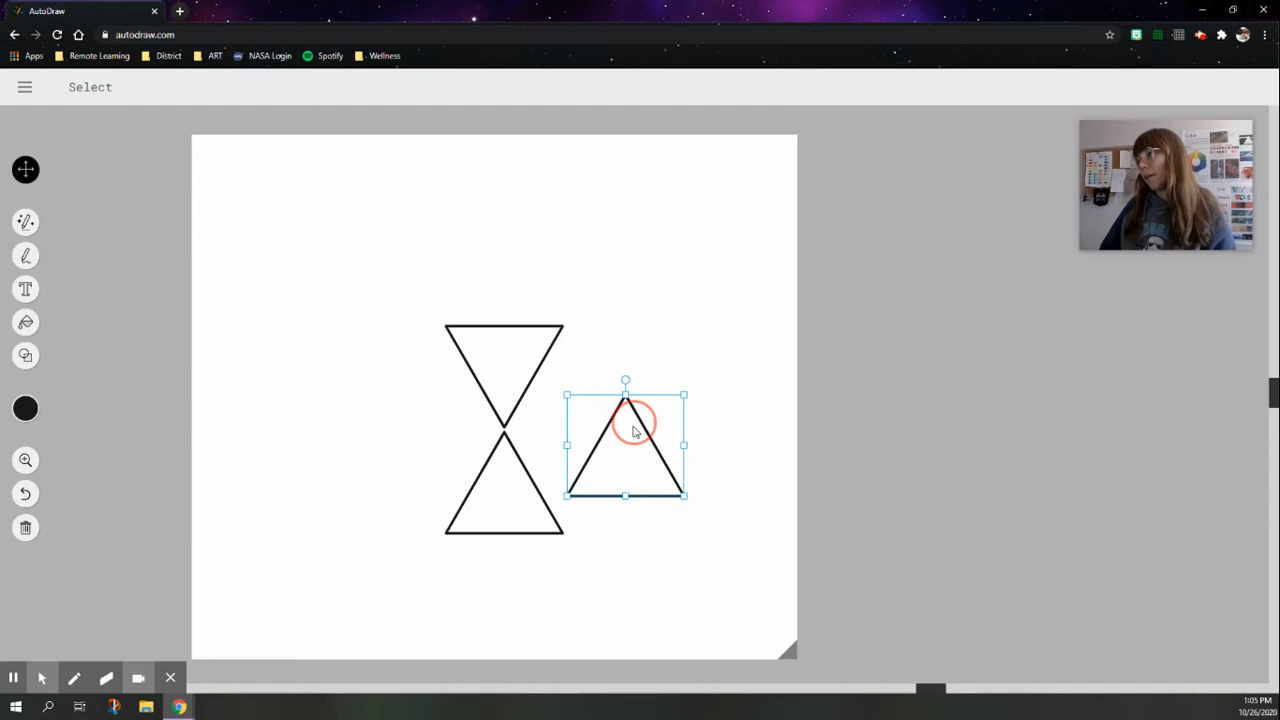 AutoDraw
autodraw.com
Apps Remote Learning District ART NASA Login Spotify Wellness
Select
1:05 PM
10/26/2020